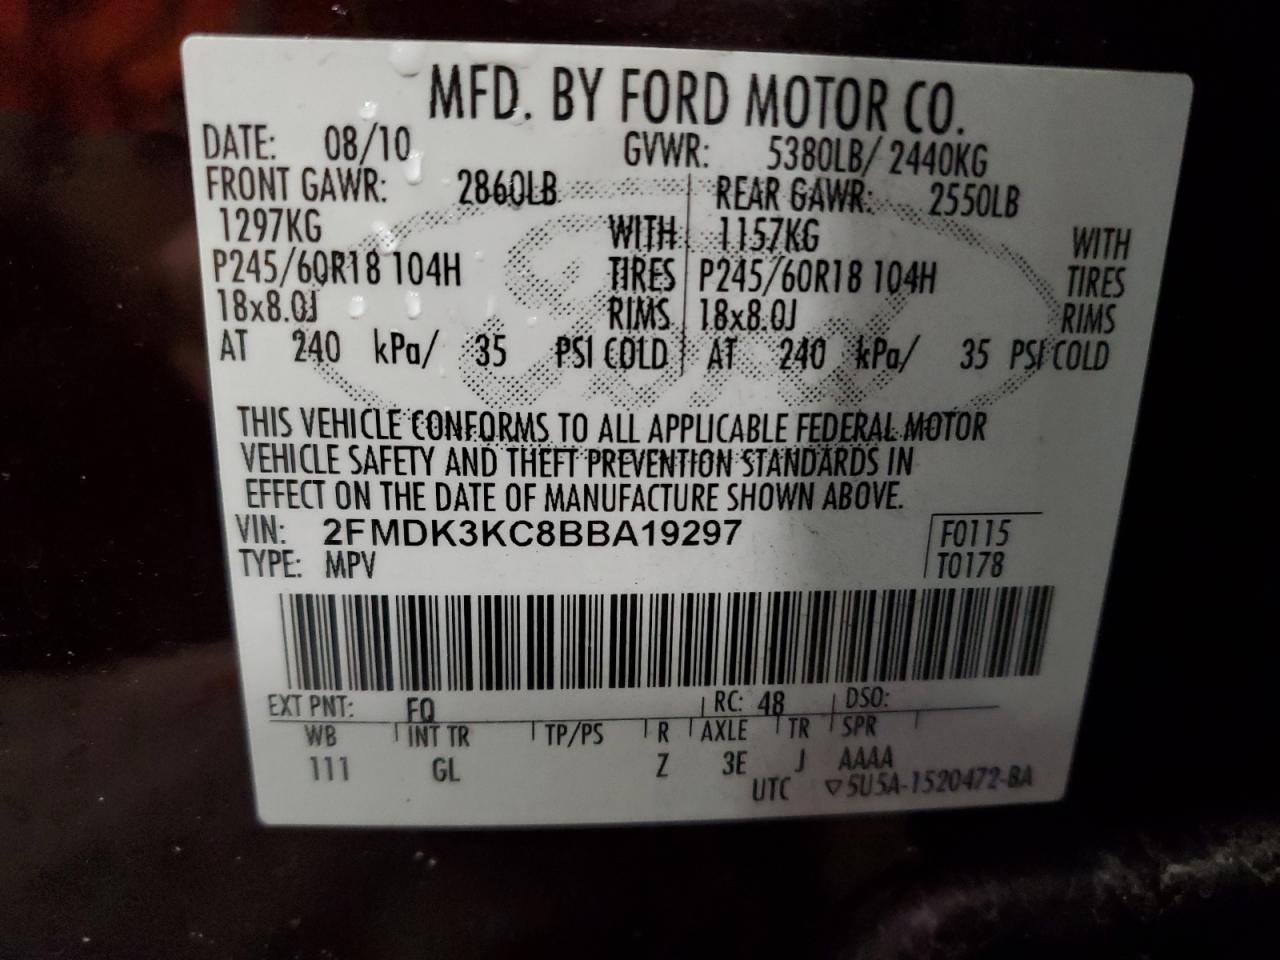 MFD. BY FORD MOTOR CO.
DATE: 08/10 GVWR: 5380LB/ 2440KG
FRONT GAWR: 2860LB REAR GAWR: 2550LB
1297KG WITH 1157KG WITH
P245/60R18 104H TIRES P245/60R18 104H TIRES
18x8.0J RIMS 18x8.0J RIMS
AT 240 kPa/ 35 PSI COLD AT 240 kPa/ 35 PSI COLD
THIS VEHICLE CONFORMS TO ALL APPLICABLE FEDERAL MOTOR
VEHICLE SAFETY AND THEFT PREVENTION STANDARDS IN
EFFECT ON THE DATE OF MANUFACTURE SHOWN ABOVE.
VIN: 2FMDK3KC8BBA19297 F0115
TYPE: MPV T0178
EXT PNT: FQ RC: 48 DSO:
WB INT TR TP/PS R AXLE TR SPR
111 GL Z 3E J AAAA
UTC ▽5U5A-1520472-BA